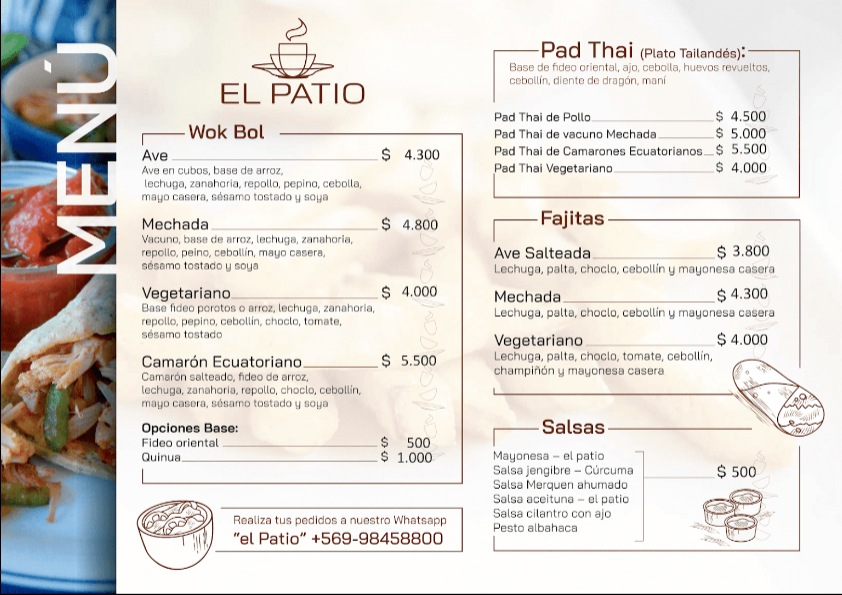 MENÚ
EL PATIO
Wok Bol
Ave $ 4.300
Ave en cubos, base de arroz,
lechuga, zanahoria, repollo, pepino, cebolla,
mayo casera, sésamo tostado y soya
Mechada $ 4.800
Vacuno, base de arroz, lechuga, zanahoria,
repollo, peino, cebollín, mayo casera,
sésamo tostado y soya
Vegetariano $ 4.000
Base fideo porotos o arroz, lechuga, zanahoria,
repollo, pepino, cebollín, choclo, tomate,
sésamo tostado
Camarón Ecuatoriano $ 5.500
Camarón salteado, fideo de arroz,
lechuga, zanahoria, repollo, choclo, cebollín,
mayo casera, sésamo tostado y soya
Opciones Base:
Fideo oriental $ 500
Quinua $ 1.000
Realiza tus pedidos a nuestro Whatsapp
“el Patio” +569-98458800
Pad Thai (Plato Tailandés):
Base de fideo oriental, ajo, cebolla, huevos revueltos,
cebollín, diente de dragón, maní
Pad Thai de Pollo $ 4.500
Pad Thai de vacuno Mechada $ 5.000
Pad Thai de Camarones Ecuatorianos $ 5.500
Pad Thai Vegetariano $ 4.000
Fajitas
Ave Salteada $ 3.800
Lechuga, palta, choclo, cebollín y mayonesa casera
Mechada $ 4.300
Lechuga, palta, choclo, cebollín y mayonesa casera
Vegetariano $ 4.000
Lechuga, palta, choclo, tomate, cebollín,
champiñón y mayonesa casera
Salsas
Mayonesa – el patio
Salsa jengibre – Cúrcuma $ 500
Salsa Merquen ahumado
Salsa aceituna – el patio
Salsa cilantro con ajo
Pesto albahaca